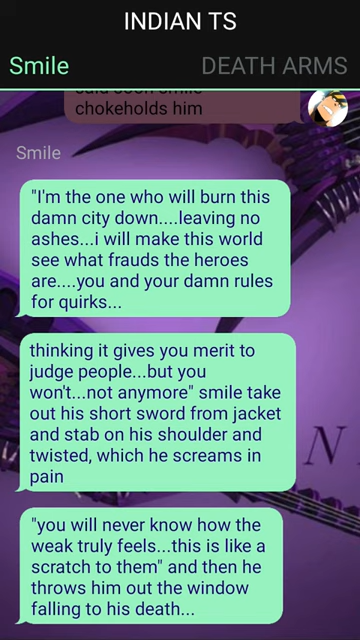 INDIAN TS
Smile
DEATH ARMS
chokeholds him
Smile
"I'm the one who will burn this
damn city down....leaving no
ashes...i will make this world
see what frauds the heroes
are....you and your damn rules
for quirks...
thinking it gives you merit to
judge people...but you
won't...not anymore" smile take
out his short sword from jacket
and stab on his shoulder and
twisted, which he screams in
pain
"you will never know how the
weak truly feels...this is like a
scratch to them" and then he
throws him out the window
falling to his death...
N